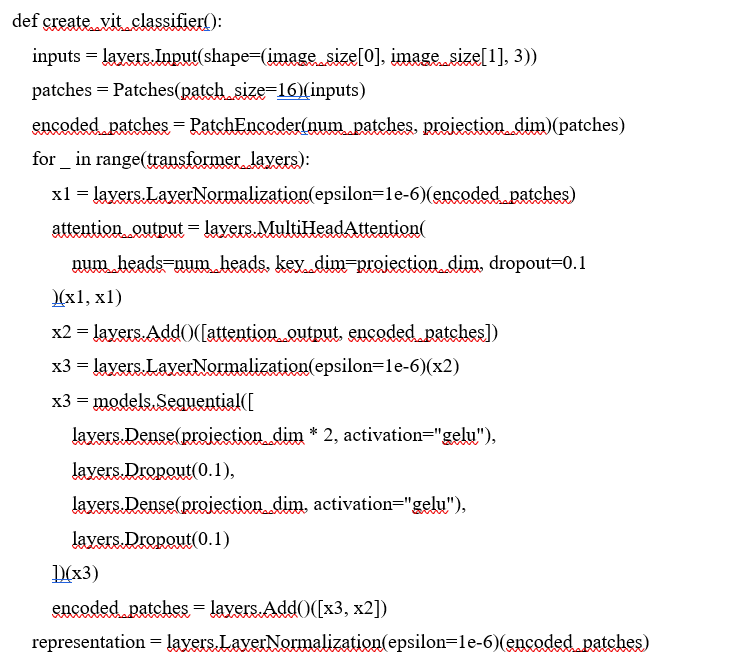 def create_vit_classifier():
inputs = layers.Input(shape=(image_size[0], image_size[1], 3))
patches = Patches(patch_size=16)(inputs)
encoded_patches = PatchEncoder(num_patches, projection_dim)(patches)
for _ in range(transformer_layers):
x1 = layers.LayerNormalization(epsilon=1e-6)(encoded_patches)
attention_output = layers.MultiHeadAttention(
num_heads=num_heads, key_dim=projection_dim, dropout=0.1
)(x1, x1)
x2 = layers.Add()([attention_output, encoded_patches])
x3 = layers.LayerNormalization(epsilon=1e-6)(x2)
x3 = models.Sequential([
layers.Dense(projection_dim * 2, activation="gelu"),
layers.Dropout(0.1),
layers.Dense(projection_dim, activation="gelu"),
layers.Dropout(0.1)
])(x3)
encoded_patches = layers.Add()([x3, x2])
representation = layers.LayerNormalization(epsilon=1e-6)(encoded_patches)